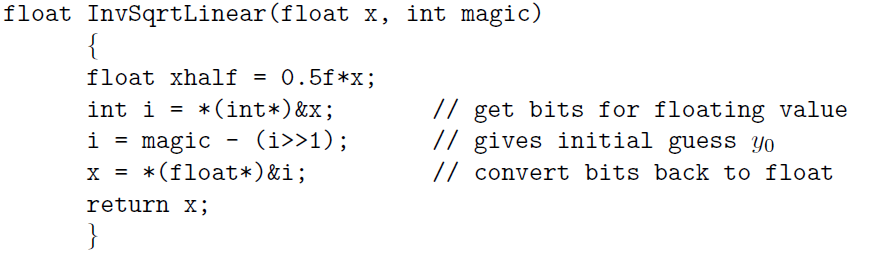 float InvSqrtLinear(float x, int magic)
{
float xhalf = 0.5f*x;
int i = *(int*)&x; // get bits for floating value
i = magic - (i>>1); // gives initial guess y₀
x = *(float*)&i; // convert bits back to float
return x;
}